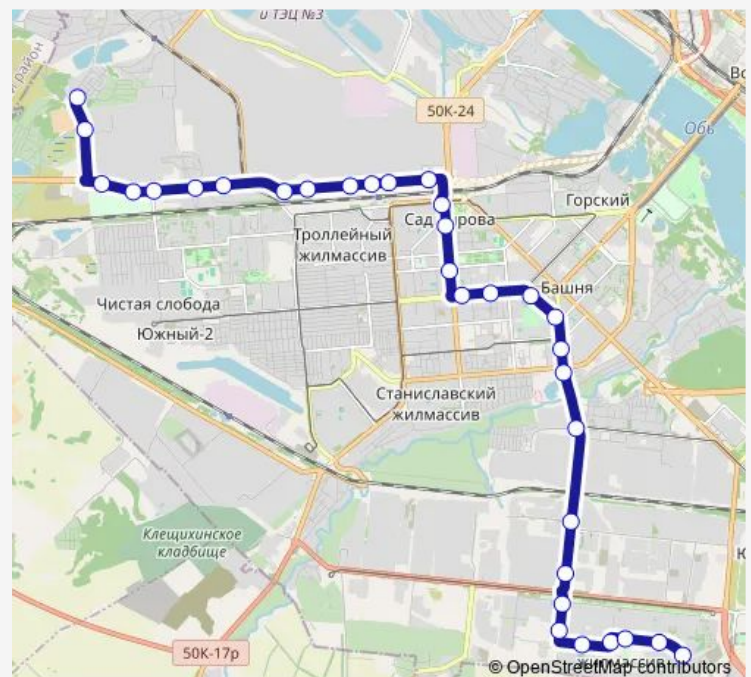 и ТЭЦ №3
й район
50К-24
Обь
Горский
Троллейный
жилмассив
Башня
Чистая слобода
Южный-2
Станиславский
жилмассив
Клещихинское
кладбище
50К-17р
© OpenStreetMap contributors